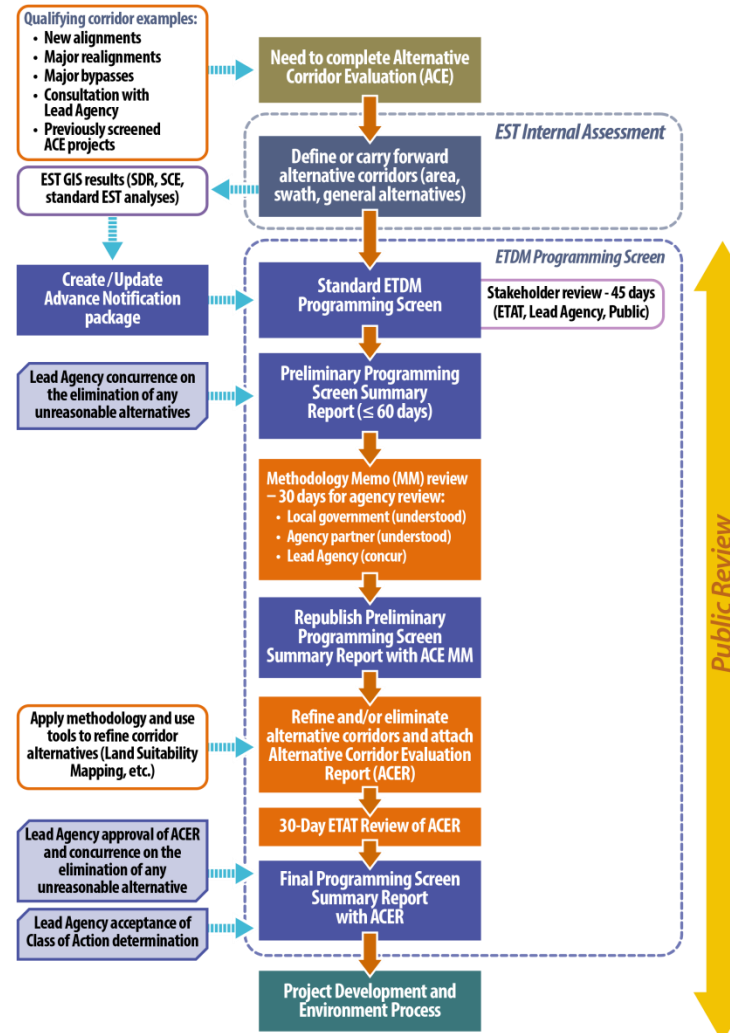 Qualifying corridor examples:
• New alignments
• Major realignments
• Major bypasses
• Consultation with
Lead Agency
• Previously screened
ACE projects
Need to complete Alternative
Corridor Evaluation (ACE)
EST Internal Assessment
Define or carry forward
alternative corridors (area,
swath, general alternatives)
EST GIS results (SDR, SCE,
standard EST analyses)
ETDM Programming Screen
Create/Update
Advance Notification
package
Standard ETDM
Programming Screen
Stakeholder review - 45 days
(ETAT, Lead Agency, Public)
Lead Agency concurrence on
the elimination of any
unreasonable alternatives
Preliminary Programming
Screen Summary
Report (≤ 60 days)
Methodology Memo (MM) review
– 30 days for agency review:
• Local government (understood)
• Agency partner (understood)
• Lead Agency (concur)
Republish Preliminary
Programming Screen
Summary Report with ACE MM
Apply methodology and use
tools to refine corridor
alternatives (Land Suitability
Mapping, etc.)
Refine and/or eliminate
alternative corridors and attach
Alternative Corridor Evaluation
Report (ACER)
30-Day ETAT Review of ACER
Lead Agency approval of ACER
and concurrence on the
elimination of any
unreasonable alternative
Final Programming Screen
Summary Report
with ACER
Lead Agency acceptance of
Class of Action determination
Project Development and
Environment Process
Public Review